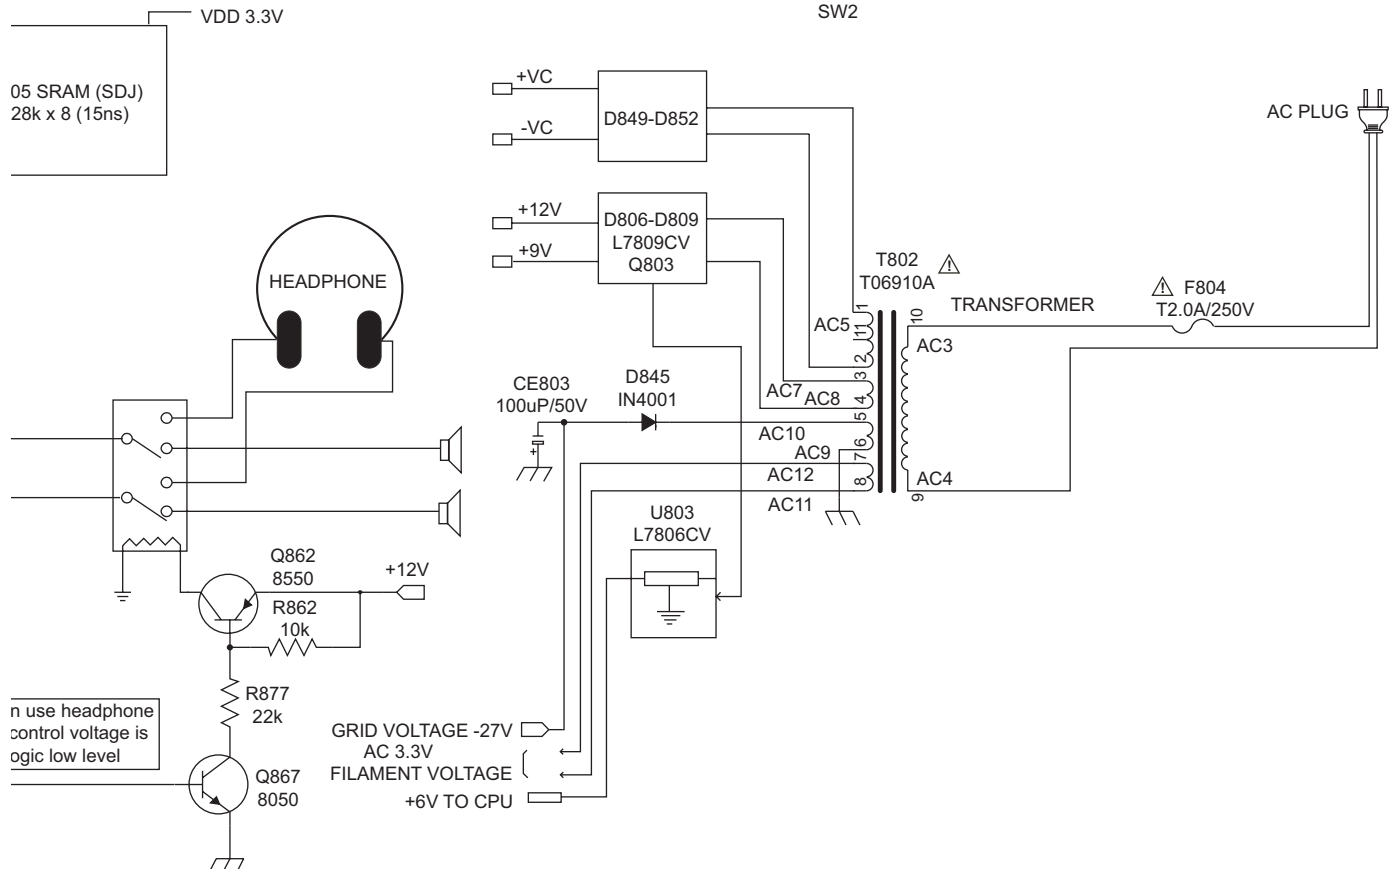 VDD 3.3V
SW2
05 SRAM (SDJ)
28k x 8 (15ns)
+VC
-VC
D849-D852
AC PLUG
+12V
+9V
D806-D809
L7809CV
Q803
HEADPHONE
T802
T06910A
TRANSFORMER
F804
T2.0A/250V
1
11
2
3
4
5
6
7
8
10
9
AC5
AC3
AC7
AC8
AC10
AC9
AC12
AC11
AC4
CE803
100uP/50V
+
D845
IN4001
U803
L7806CV
Q862
8550
+12V
R862
10k
R877
22k
n use headphone
control voltage is
ogic low level
Q867
8050
GRID VOLTAGE -27V
AC 3.3V
FILAMENT VOLTAGE
+6V TO CPU